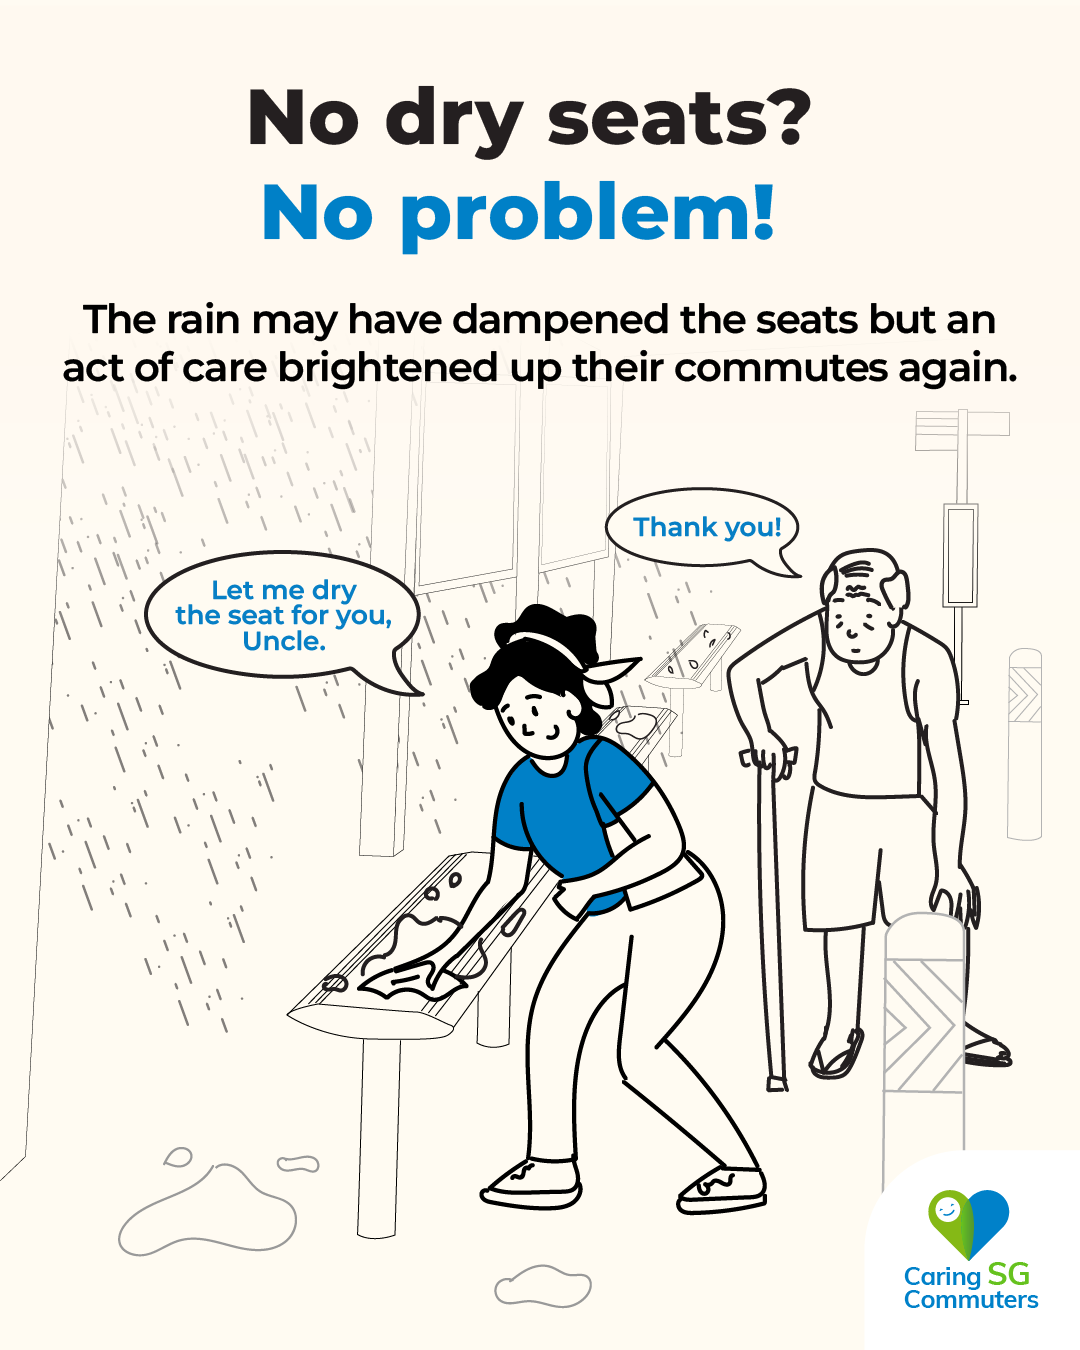 No dry seats?
No problem!
The rain may have dampened the seats but an
act of care brightened up their commutes again.
Thank you!
Let me dry
the seat for you,
Uncle.
Caring SG
Commuters